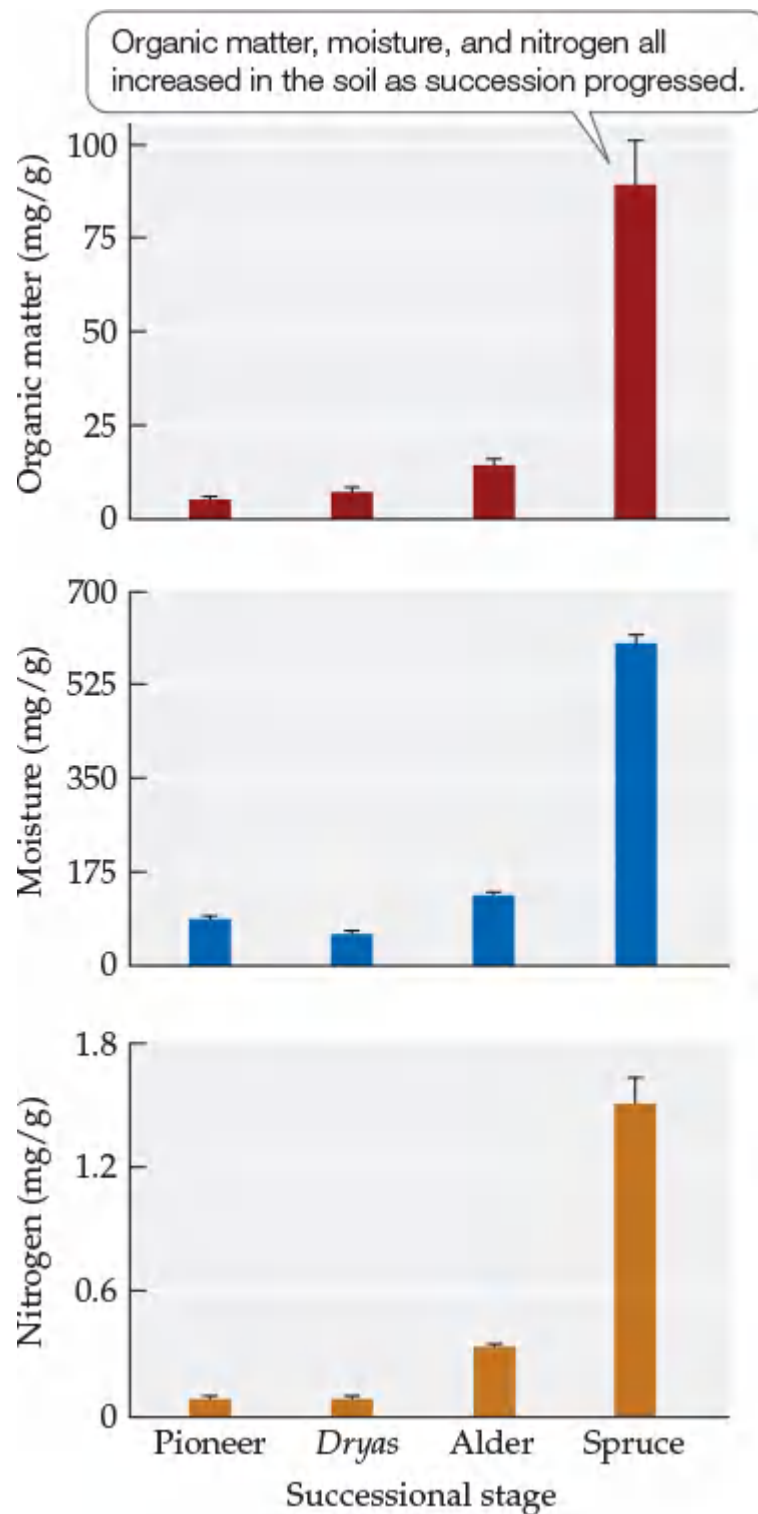 Organic matter, moisture, and nitrogen all
increased in the soil as succession progressed.
Organic matter (mg/g)
100
75
50
25
0
Moisture (mg/g)
700
525
350
175
0
Nitrogen (mg/g)
1.8
1.2
0.6
0
Pioneer Dryas Alder Spruce
Successional stage